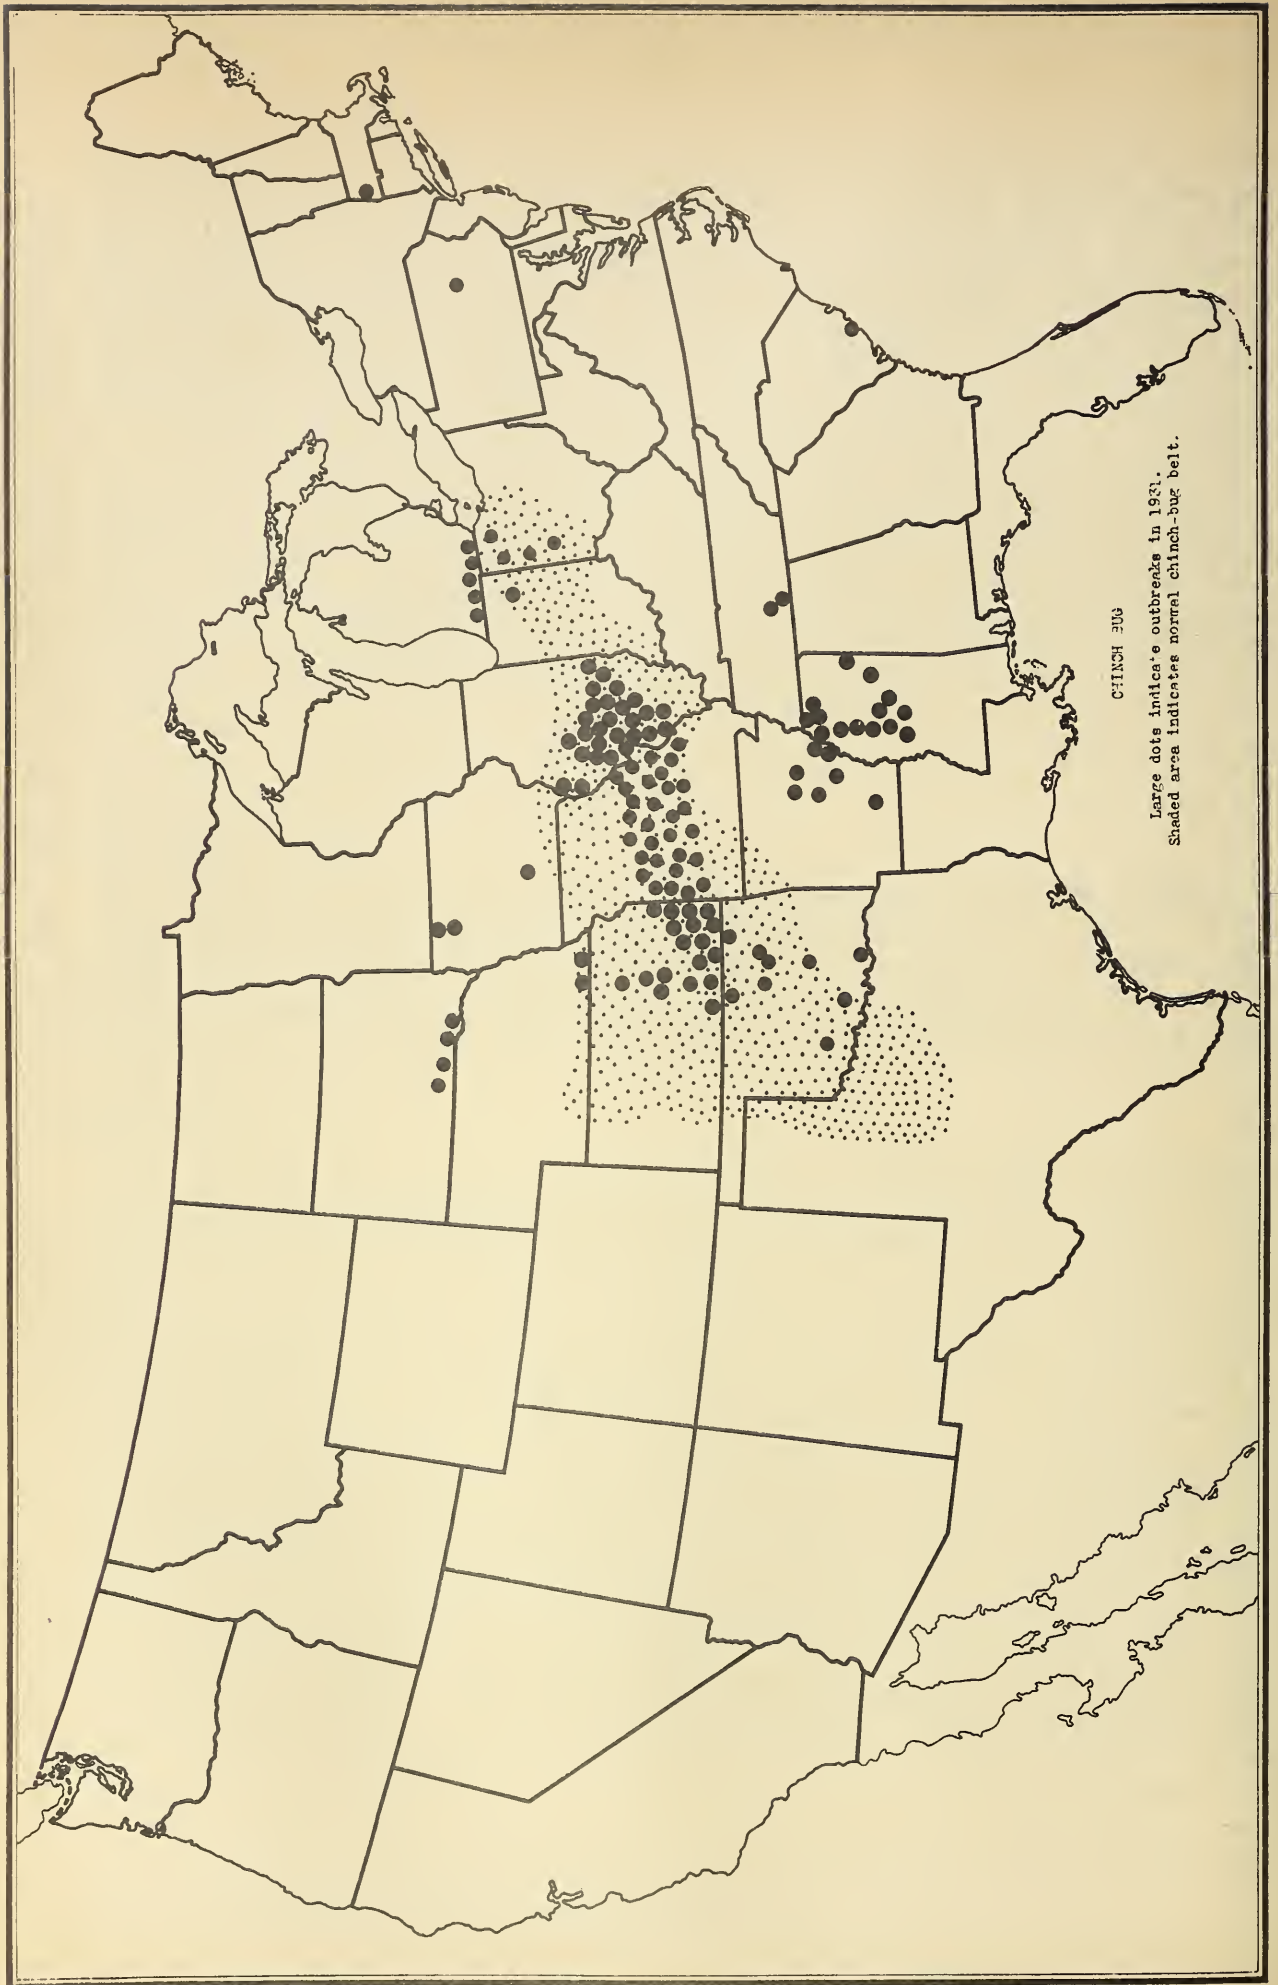 CHINCH BUG
Large dots indicate outbreaks in 1931.
Shaded area indicates normal chinch-bug belt.